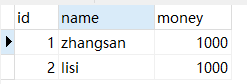 id name money
1 zhangsan 1000
2 lisi 1000